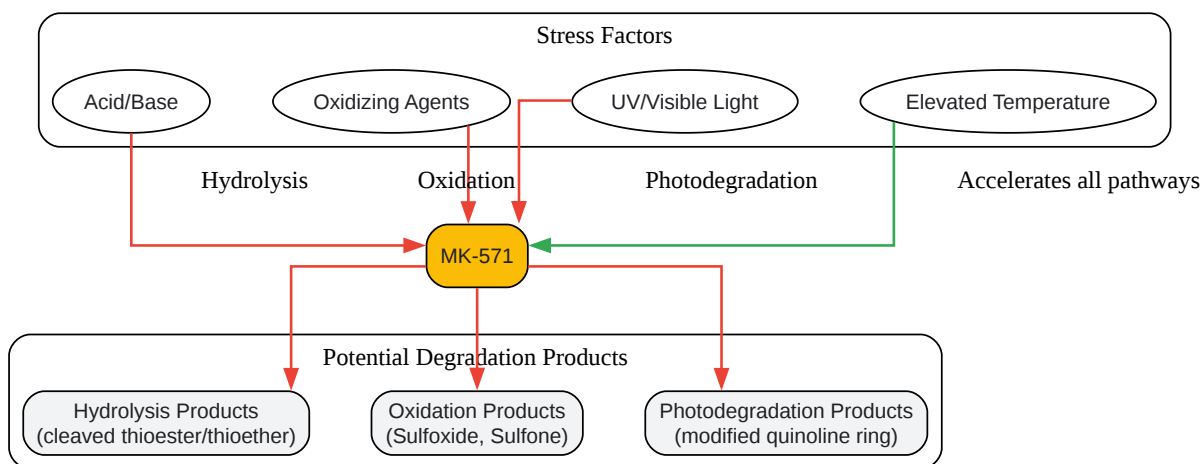 Stress Factors
Acid/Base
Oxidizing Agents
UV/Visible Light
Elevated Temperature
Hydrolysis
Oxidation
Photodegradation
Accelerates all pathways
MK-571
Potential Degradation Products
Hydrolysis Products
(cleaved thioester/thioether)
Oxidation Products
(Sulfoxide, Sulfone)
Photodegradation Products
(modified quinoline ring)